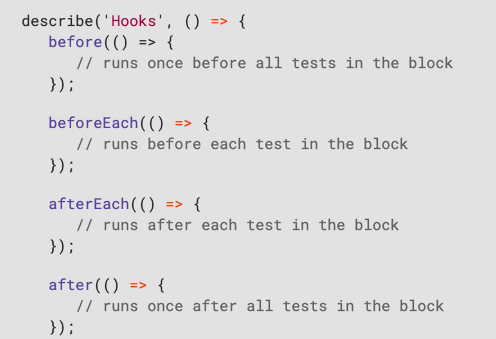 describe('Hooks', () => {
before(() => {
// runs once before all tests in the block
});
beforeEach(() => {
// runs before each test in the block
});
afterEach(() => {
// runs after each test in the block
});
after(() => {
// runs once after all tests in the block
});